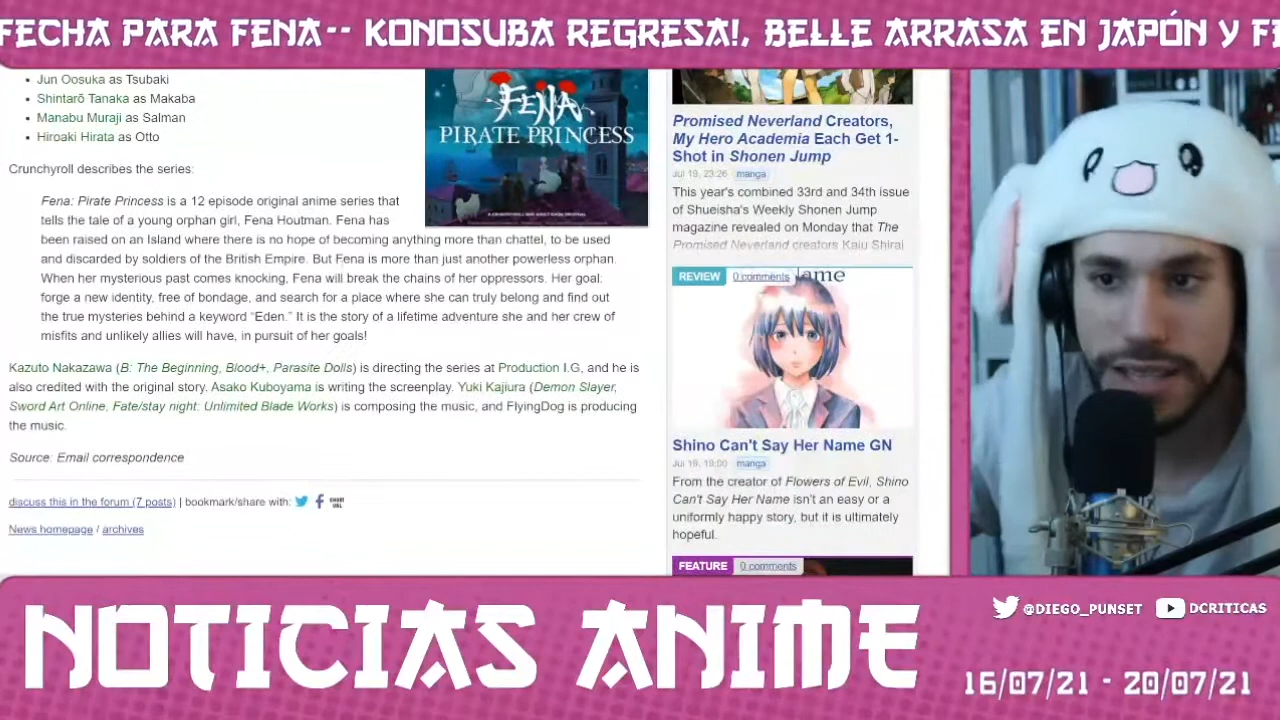 FECHA PARA FENA-- KONOSUBA REGRESA!, BELLE ARRASA EN JAPÓN Y
Jun Oosuka as Tsubaki
Shintarō Tanaka as Makaba
Manabu Muraji as Salman
Hiroaki Hirata as Otto
Crunchyroll describes the series:
Fena: Pirate Princess is a 12 episode original anime series that
tells the tale of a young orphan girl, Fena Houtman. Fena has
been raised on an Island where there is no hope of becoming anything more than chattel, to be used
and discarded by soldiers of the British Empire. But Fena is more than just another powerless orphan.
When her mysterious past comes knocking, Fena will break the chains of her oppressors. Her goal:
forge a new identity, free of bondage, and search for a place where she can truly belong and find out
the true mysteries behind a keyword "Eden." It is the story of a lifetime adventure she and her crew of
misfits and unlikely allies will have, in pursuit of her goals!
Kazuto Nakazawa (B: The Beginning, Blood+, Parasite Dolls) is directing the series at Production I.G, and he is
also credited with the original story. Asako Kuboyama is writing the screenplay. Yuki Kajiura (Demon Slayer,
Sword Art Online, Fate/stay night: Unlimited Blade Works) is composing the music, and FlyingDog is producing
the music.
Source: Email correspondence
discuss this in the forum (7 posts) | bookmark/share with:
News homepage / archives
FENA
PIRATE PRINCESS
Promised Neverland Creators,
My Hero Academia Each Get 1-
Shot in Shonen Jump
Jul 19, 23:26 manga
This year's combined 33rd and 34th issue
of Shueisha's Weekly Shonen Jump
magazine revealed on Monday that The
Promised Neverland creators Kaiu Shirai
REVIEW 0 comments
Shino Can't Say Her Name GN
Jul 19, 19:00 manga
From the creator of Flowers of Evil, Shino
Can't Say Her Name isn't an easy or a
uniformly happy story, but it is ultimately
hopeful.
FEATURE 0 comments
NOTICIAS ANIME
@DIEGO_PUNSET DCRITICAS
16/07/21 - 20/07/21